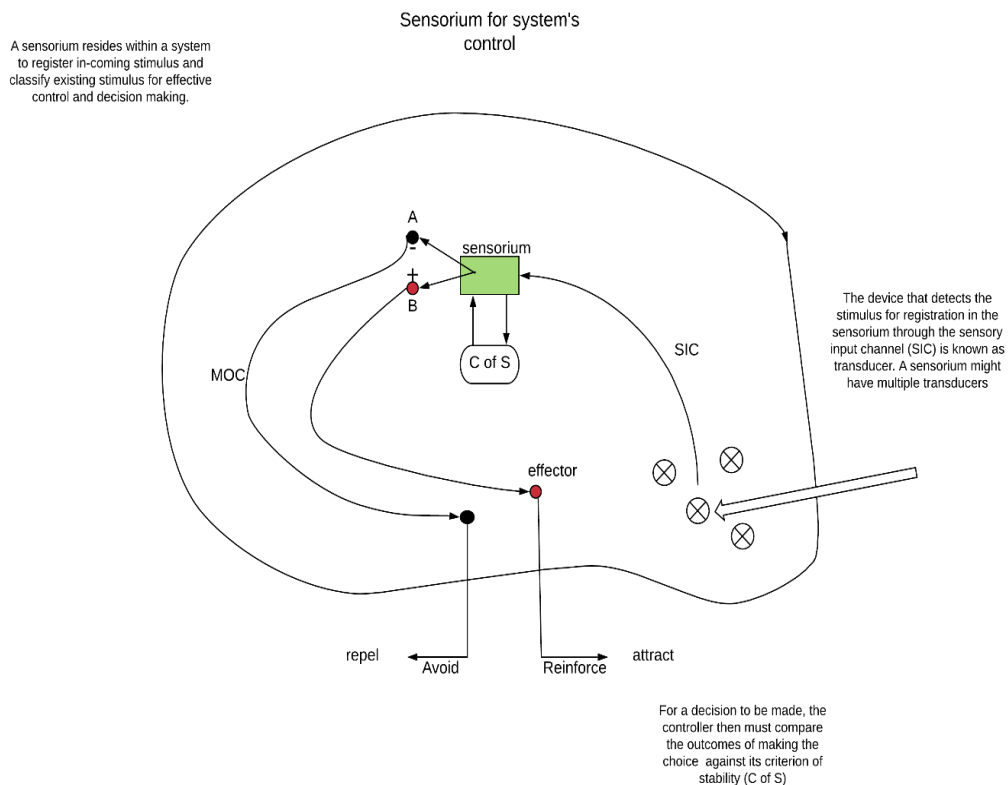 Sensorium for system's
control
A sensorium resides within a system
to register in-coming stimulus and
classify existing stimulus for effective
control and decision making.
A
-
sensorium
+
B
C of S
SIC
MOC
The device that detects the
stimulus for registration in the
sensorium through the sensory
input channel (SIC) is known as
transducer. A sensorium might
have multiple transducers
effector
repel
Avoid
Reinforce
attract
For a decision to be made, the
controller then must compare
the outcomes of making the
choice against its criterion of
stability (C of S)